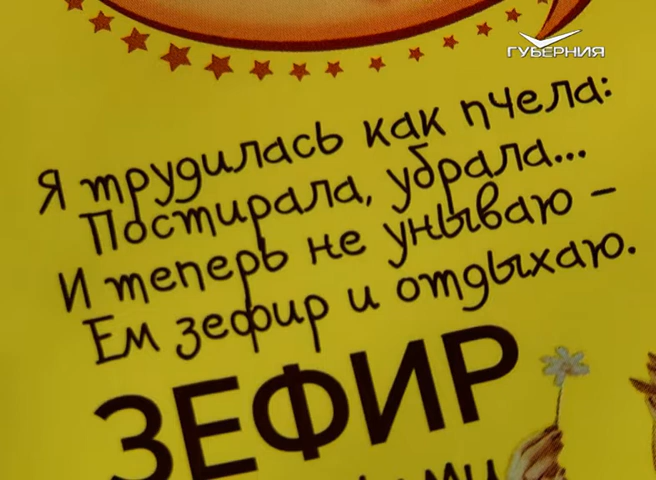 ГУБЕРНИЯ
Я трудилась как пчела:
Постирала, убрала...
И теперь не унываю –
Ем зефир и отдыхаю.
ЗЕФИР